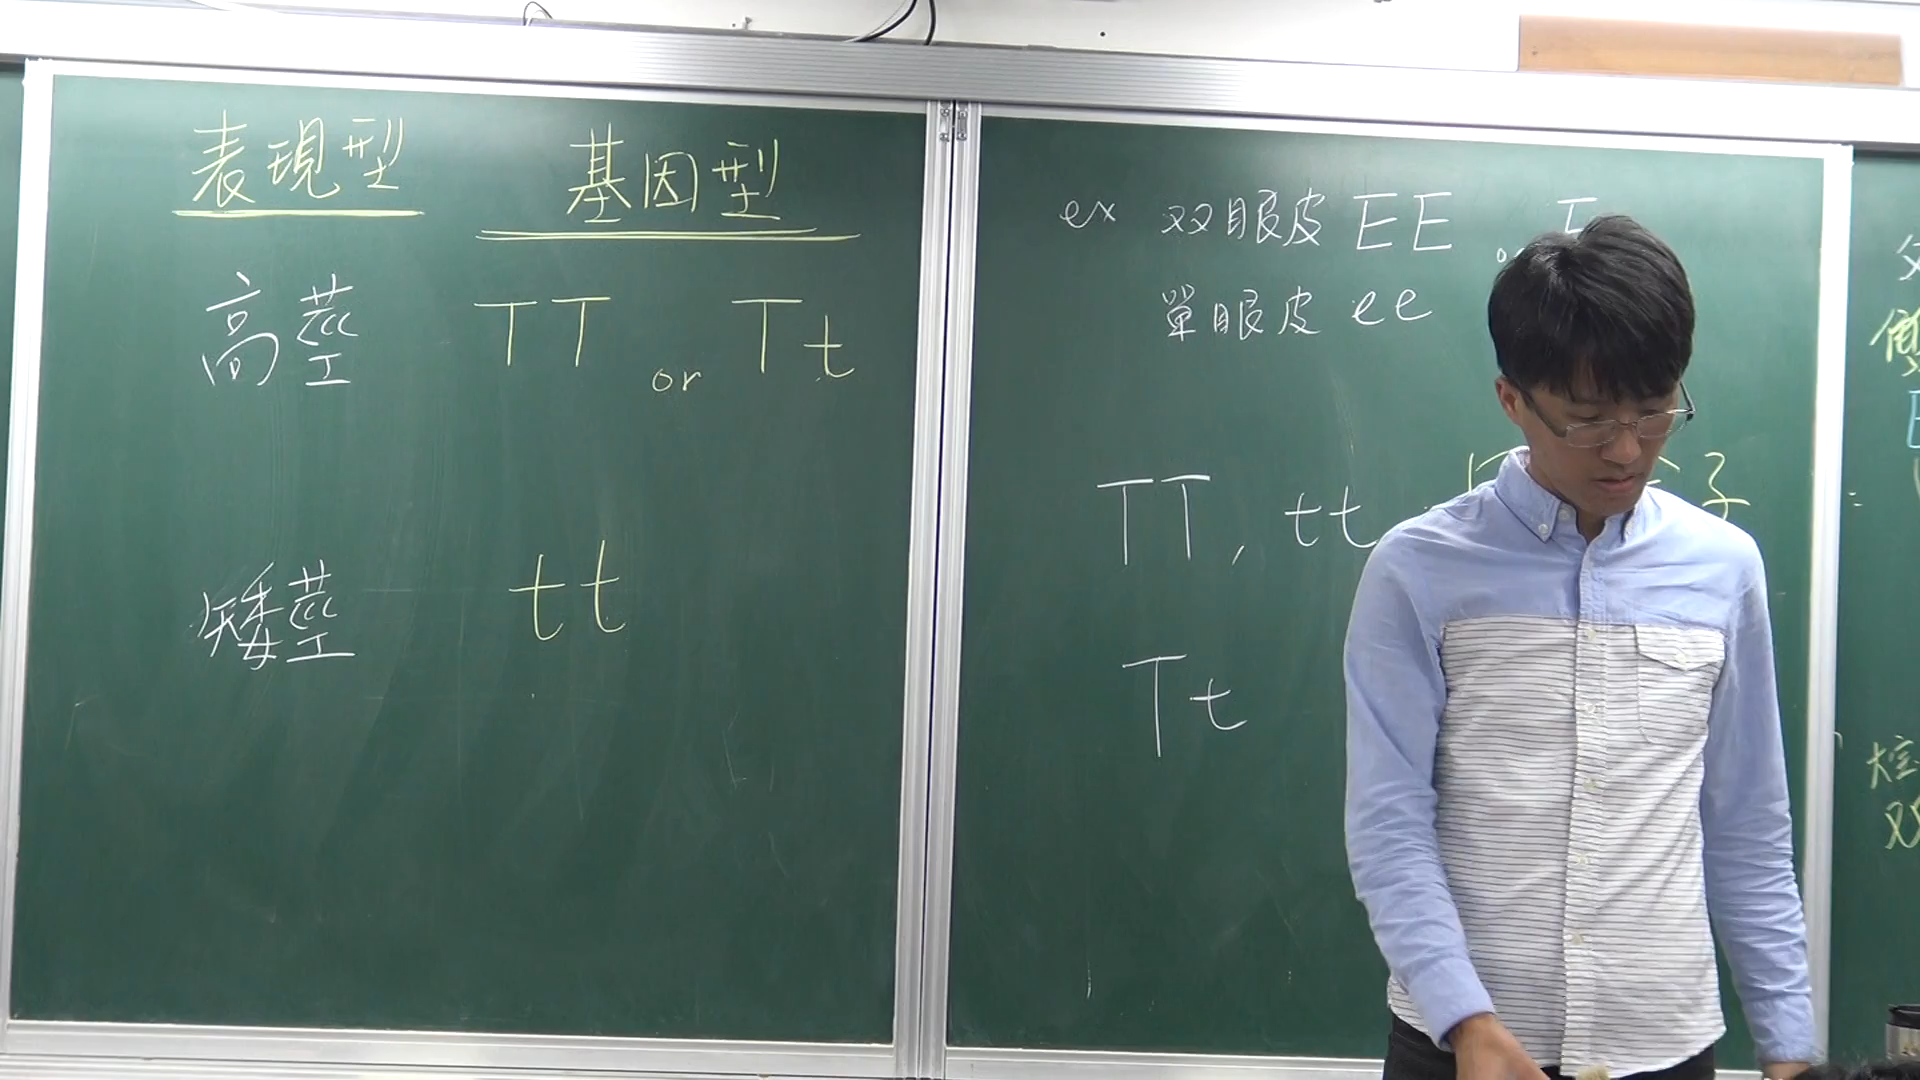 表現型 基因型
高莖 TT or Tt
矮莖 tt
ex 双眼皮 EE
單眼皮 ee
TT, tt
子
Tt